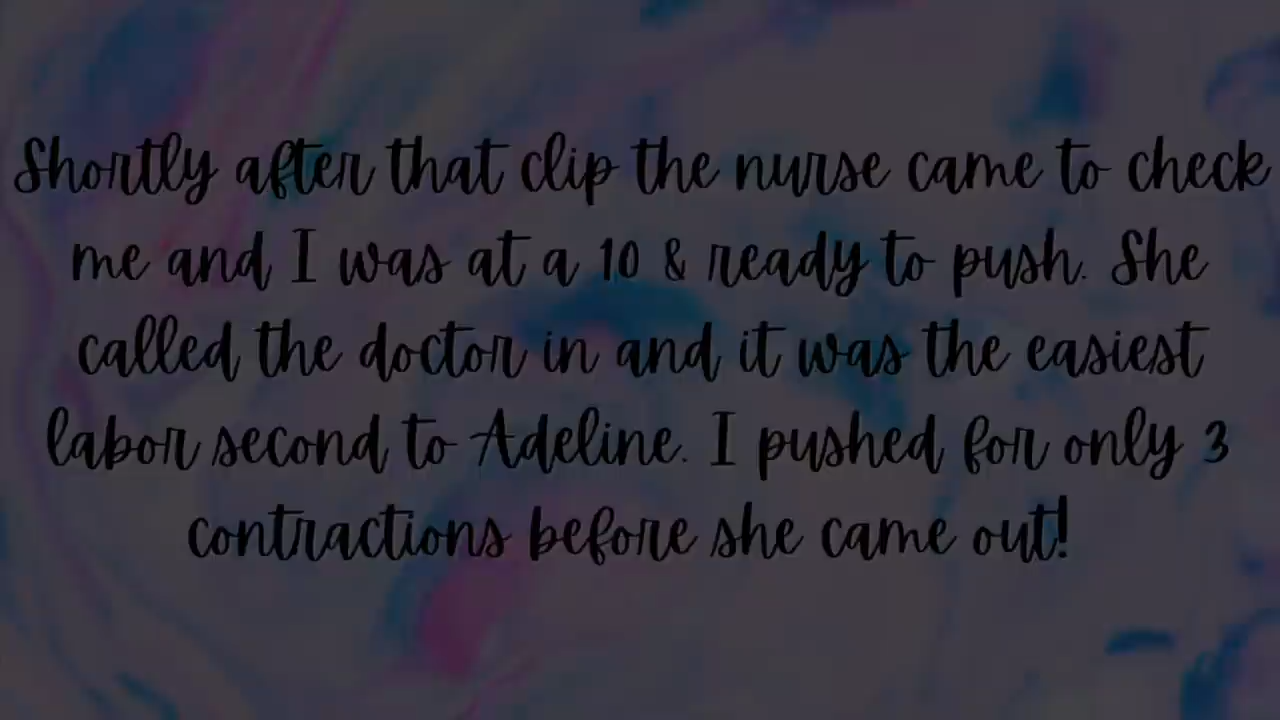 Shortly after that clip the nurse came to check
me and I was at a 10 & ready to push. She
called the doctor in and it was the easiest
labor second to Adeline. I pushed for only 3
contractions before she came out!